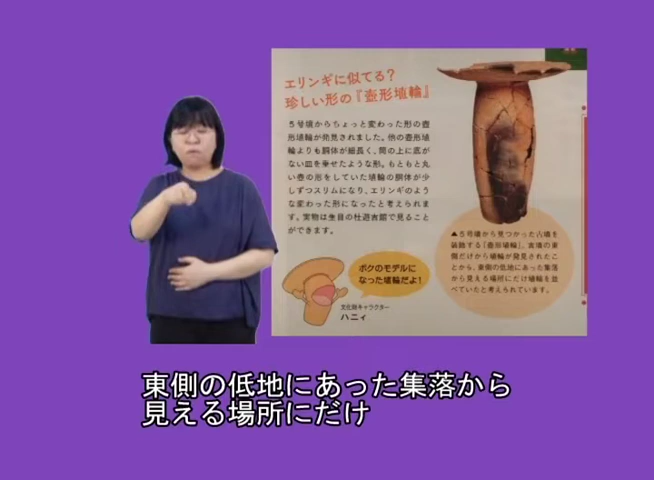 エリンギに似てる？
珍しい形の『壺形埴輪』
５号墳からちょっと変わった形の壺
形埴輪が発見されました。他の壺形埴
輪よりも胴体が細長く、筒の上に底が
ない皿を乗せたような形。もともと丸
い壺の形をしていた埴輪の胴体が少
しずつスリムになり、エリンギのよう
な変わった形になったと考えられま
す。実物は生目の杜遊古館で見ること
ができます。
▲５号墳から見つかった古墳を
装飾する「壺形埴輪」。古墳の東
側だけから埴輪が発見されたこ
とから、東側の低地にあった集落
から見える場所にだけ埴輪を並
べていたと考えられています。
ボクのモデルに
なった埴輪だよ！
文化財キャラクター
ハニィ
東側の低地にあった集落から
見える場所にだけ